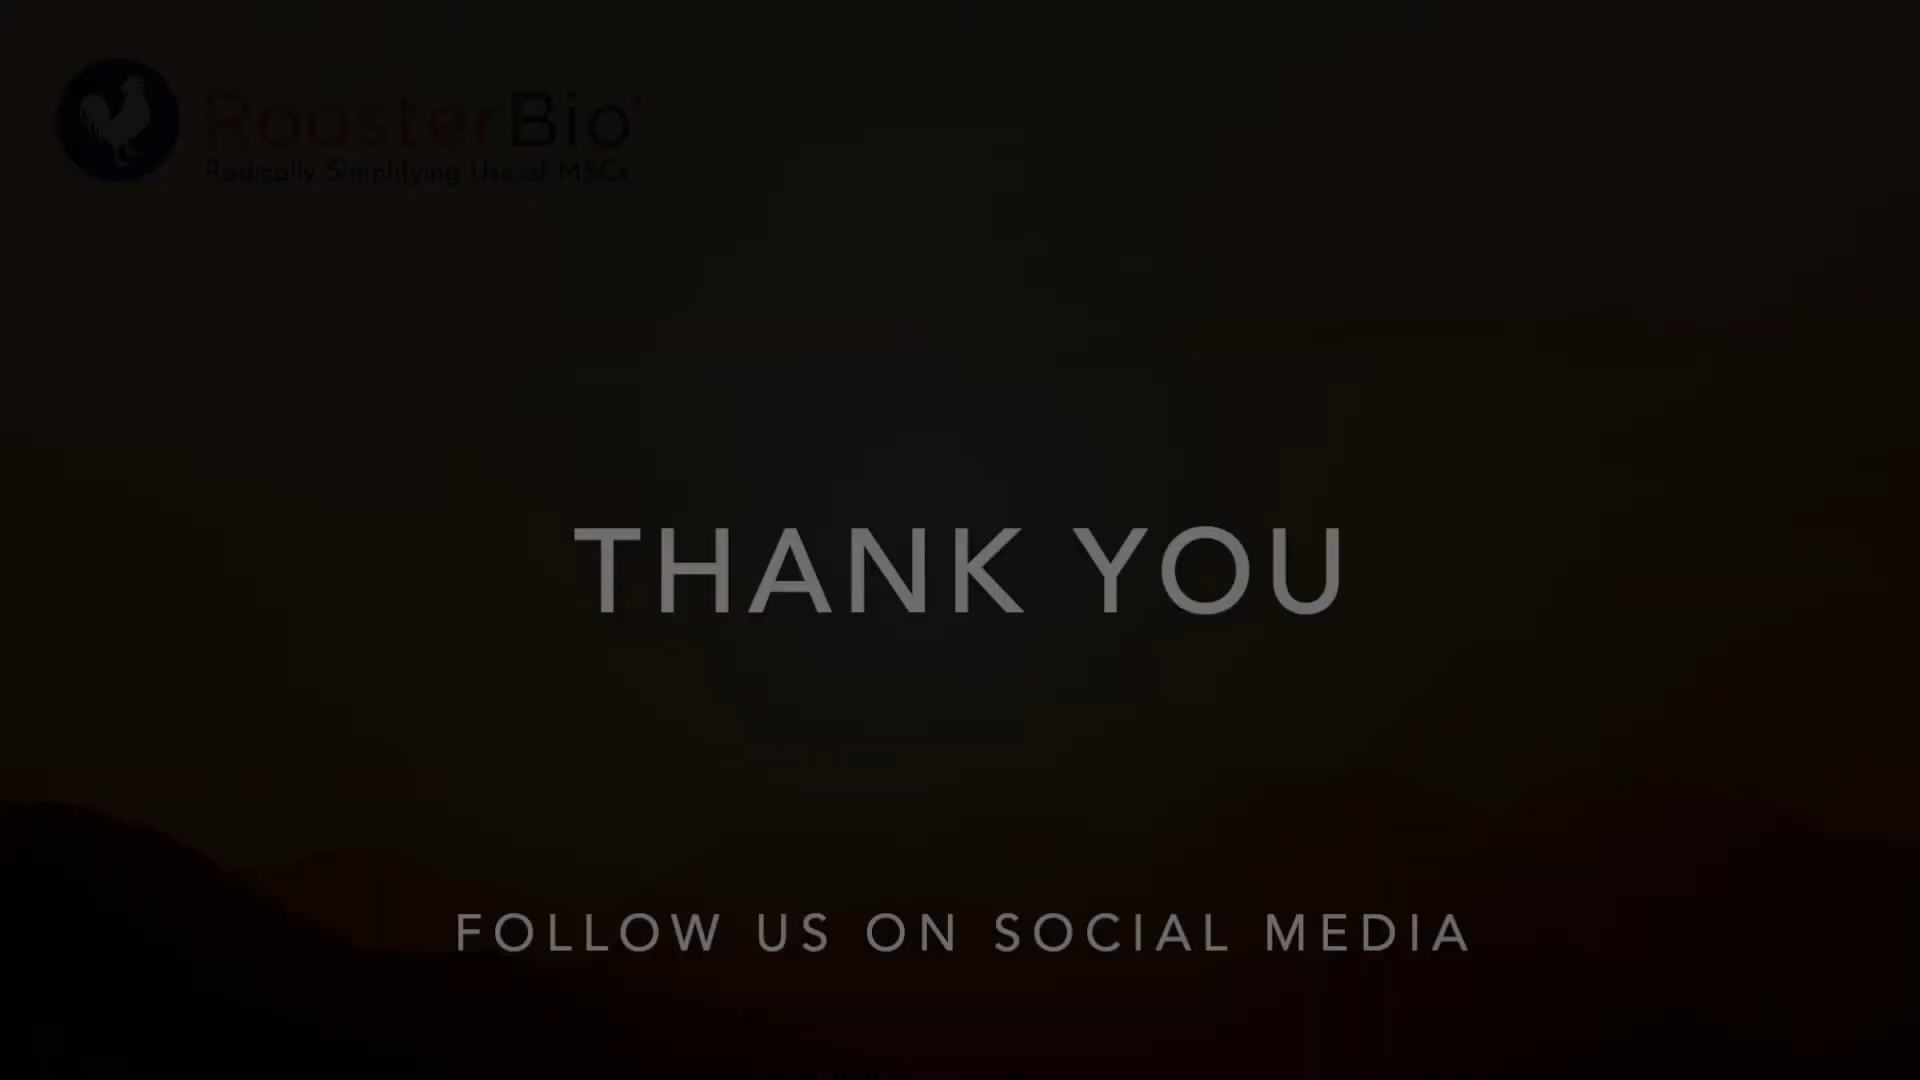 RoosterBio
Radically Simplifying Use of MSCs
THANK YOU
FOLLOW US ON SOCIAL MEDIA